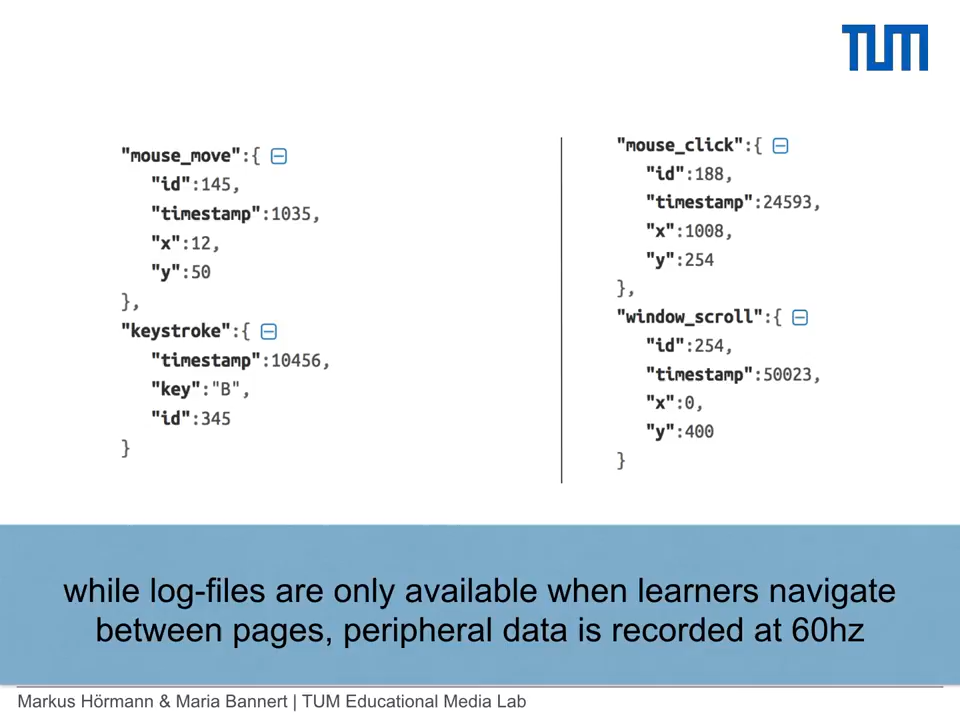 TUM
"mouse_move":{
"id":145,
"timestamp":1035,
"x":12,
"y":50
},
"keystroke":{
"timestamp":10456,
"key":"B",
"id":345
}
"mouse_click":{
"id":188,
"timestamp":24593,
"x":1008,
"y":254
},
"window_scroll":{
"id":254,
"timestamp":50023,
"x":0,
"y":400
}
while log-files are only available when learners navigate
between pages, peripheral data is recorded at 60hz
Markus Hörmann & Maria Bannert | TUM Educational Media Lab